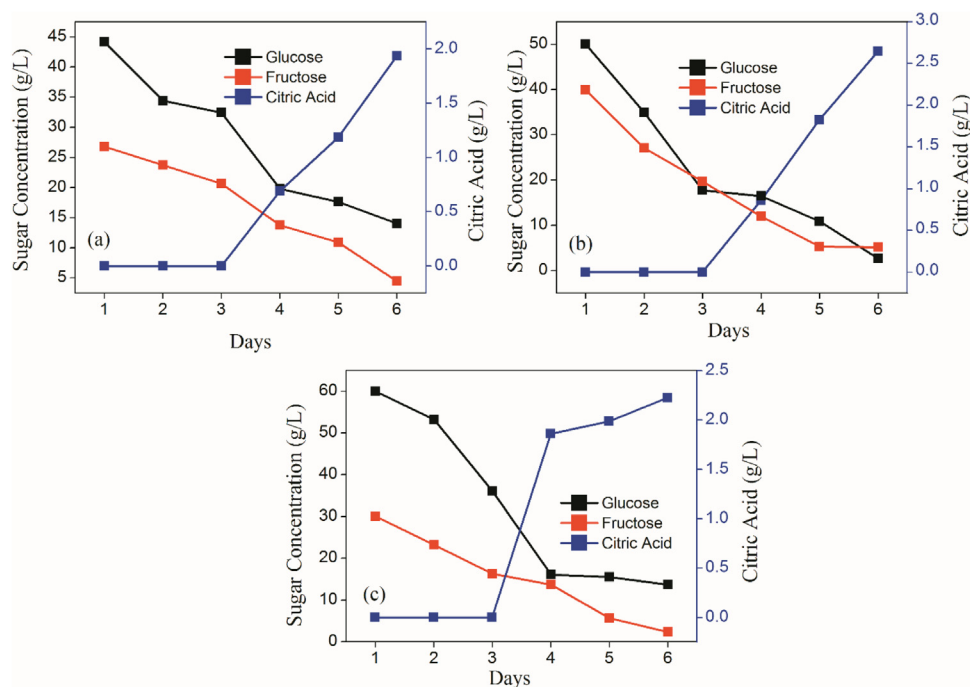 45
40
35
30
25
20
15
10
5
Sugar Concentration (g/L)
Glucose
Fructose
Citric Acid
(a)
2.0
1.5
1.0
0.5
0.0
Citric Acid (g/L)
1 2 3 4 5 6
Days
50
40
30
20
10
0
Sugar Concentration (g/L)
Glucose
Fructose
Citric Acid
(b)
3.0
2.5
2.0
1.5
1.0
0.5
0.0
Citric Acid (g/L)
1 2 3 4 5 6
Days
60
50
40
30
20
10
0
Sugar Concentration (g/L)
Glucose
Fructose
Citric Acid
(c)
2.5
2.0
1.5
1.0
0.5
0.0
Citric Acid (g/L)
1 2 3 4 5 6
Days